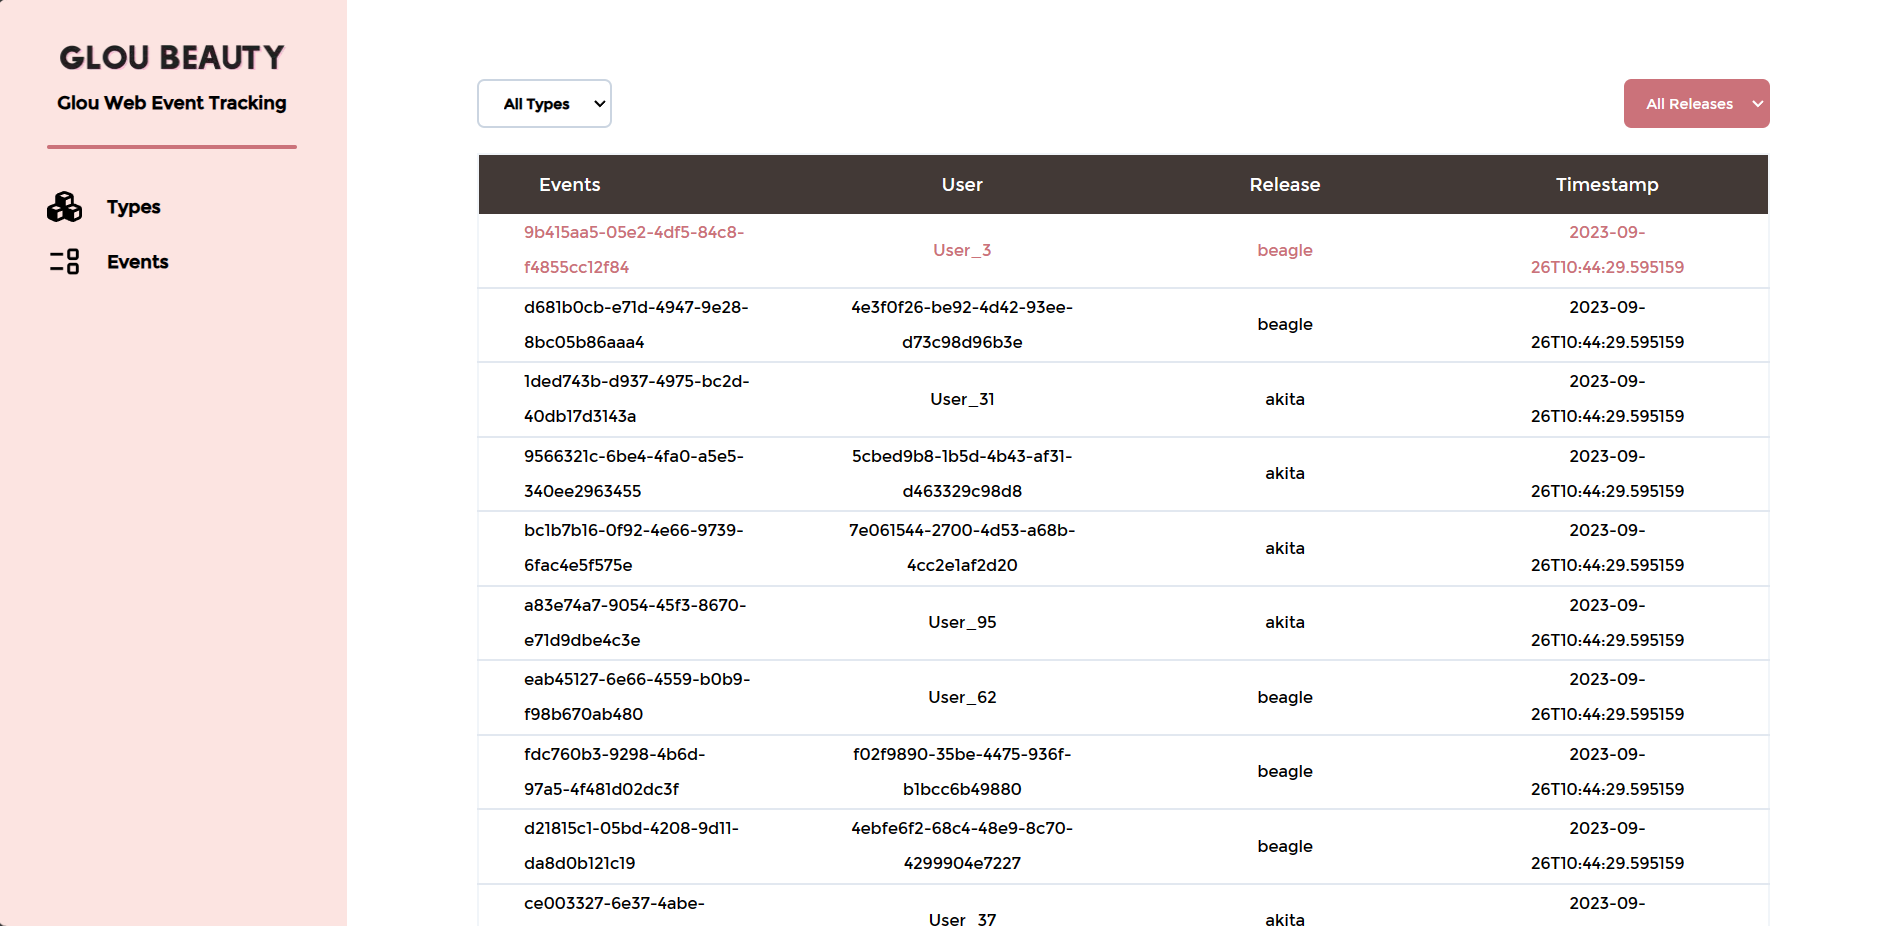 GLOU BEAUTY
Glou Web Event Tracking
Types
Events
All Types
All Releases
Events User Release Timestamp
9b415aa5-05e2-4df5-84c8- 2023-09-
User_3 beagle
f4855cc12f84 26T10:44:29.595159
d681b0cb-e71d-4947-9e28- 4e3f0f26-be92-4d42-93ee- 2023-09-
beagle
8bc05b86aaa4 d73c98d96b3e 26T10:44:29.595159
1ded743b-d937-4975-bc2d- 2023-09-
User_31 akita
40db17d3143a 26T10:44:29.595159
9566321c-6be4-4fa0-a5e5- 5cbed9b8-1b5d-4b43-af31- 2023-09-
akita
340ee2963455 d463329c98d8 26T10:44:29.595159
bc1b7b16-0f92-4e66-9739- 7e061544-2700-4d53-a68b- 2023-09-
akita
6fac4e5f575e 4cc2e1af2d20 26T10:44:29.595159
a83e74a7-9054-45f3-8670- 2023-09-
User_95 akita
e71d9dbe4c3e 26T10:44:29.595159
eab45127-6e66-4559-b0b9- 2023-09-
User_62 beagle
f98b670ab480 26T10:44:29.595159
fdc760b3-9298-4b6d- f02f9890-35be-4475-936f- 2023-09-
beagle
97a5-4f481d02dc3f b1bcc6b49880 26T10:44:29.595159
d21815c1-05bd-4208-9d11- 4ebfe6f2-68c4-48e9-8c70- 2023-09-
beagle
da8d0b121c19 4299904e7227 26T10:44:29.595159
ce003327-6e37-4abe- 2023-09-
User_37 akita